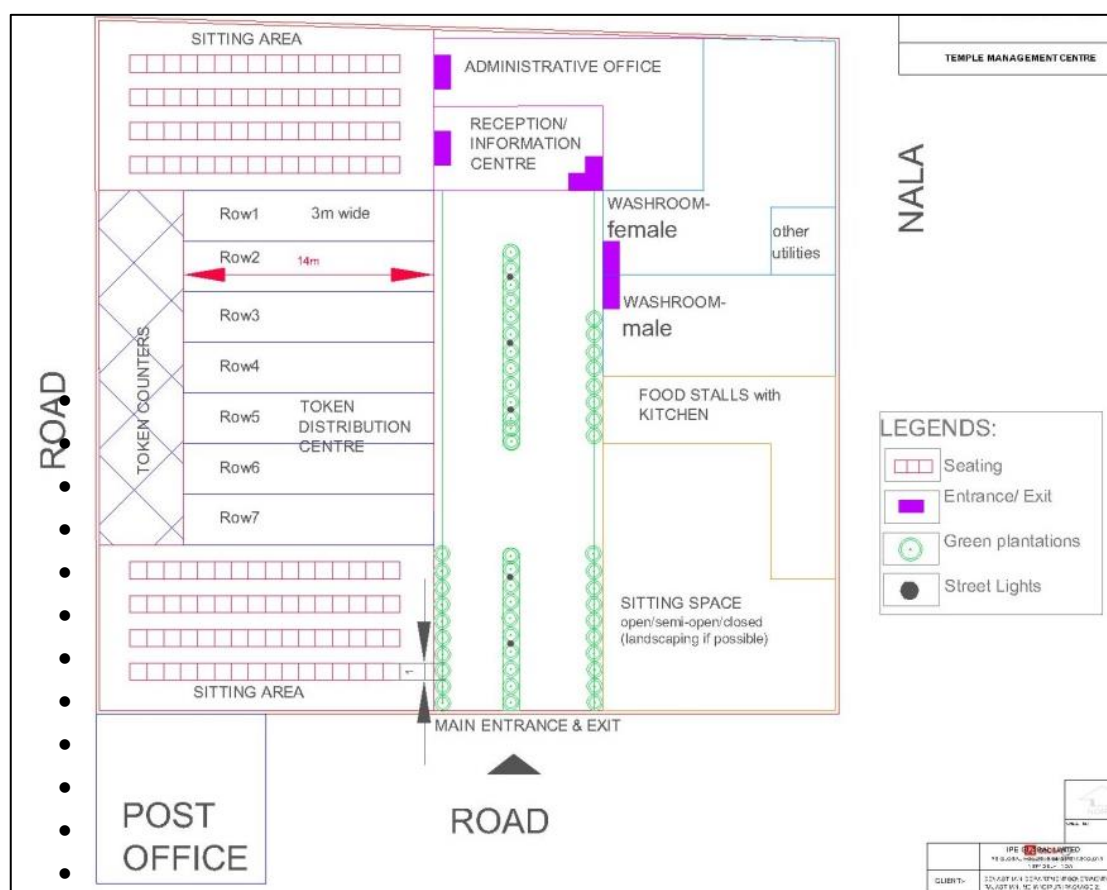 SITTING AREA
TEMPLE MANAGEMENT CENTRE
ADMINISTRATIVE OFFICE
RECEPTION/
INFORMATION
CENTRE
NALA
Row1 3m wide
WASHROOM-
female
Row2 14m
other
utilities
Row3
WASHROOM-
male
Row4
ROAD
TOKEN COUNTERS
FOOD STALLS with
KITCHEN
Row5
TOKEN
DISTRIBUTION
CENTRE
LEGENDS:
Seating
Row6
Entrance/ Exit
Row7
Green plantations
Street Lights
SITTING SPACE
open/semi-open/closed
(landscaping if possible)
1
SITTING AREA
MAIN ENTRANCE & EXIT
POST
OFFICE
ROAD
CLIENT:-